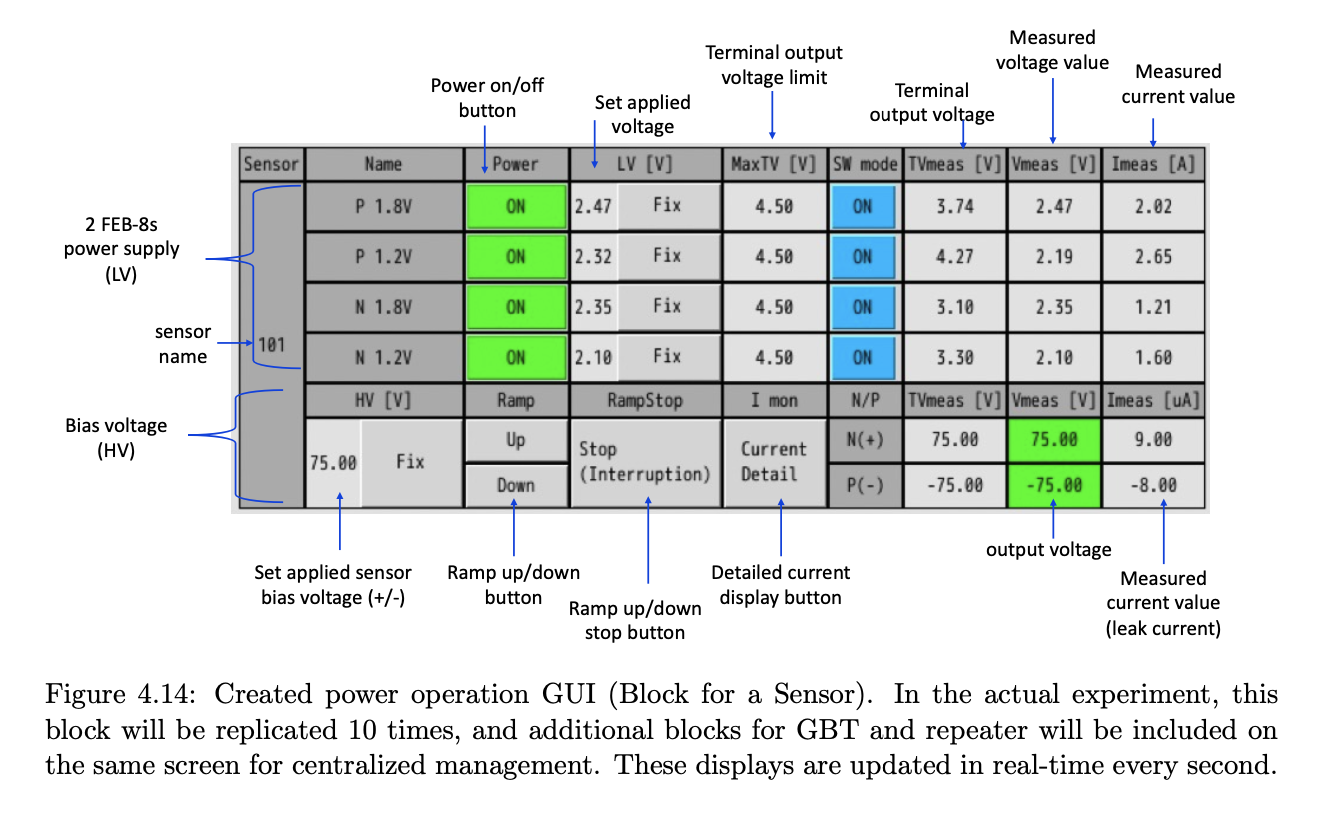 Measured
voltage value
Terminal output
voltage limit
Measured
current value
Power on/off
button
Terminal
output voltage
Set applied
voltage
Sensor Name Power LV [V] MaxTV [V] SW mode TVmeas [V] Vmeas [V] Imeas [A]
P 1.8V ON 2.47 Fix 4.50 ON 3.74 2.47 2.02
2 FEB-8s
power supply
(LV)
P 1.2V ON 2.32 Fix 4.50 ON 4.27 2.19 2.65
N 1.8V ON 2.35 Fix 4.50 ON 3.10 2.35 1.21
sensor
name
101
N 1.2V ON 2.10 Fix 4.50 ON 3.30 2.10 1.60
HV [V] Ramp RampStop I mon N/P TVmeas [V] Vmeas [V] Imeas [uA]
Bias voltage
(HV)
75.00 Fix
Up
Down
Stop
(Interruption)
Current
Detail
N(+) 75.00 75.00 9.00
P(-) -75.00 -75.00 -8.00
output voltage
Set applied sensor
bias voltage (+/-)
Ramp up/down
button
Ramp up/down
stop button
Detailed current
display button
Measured
current value
(leak current)
Figure 4.14: Created power operation GUI (Block for a Sensor). In the actual experiment, this
block will be replicated 10 times, and additional blocks for GBT and repeater will be included on
the same screen for centralized management. These displays are updated in real-time every second.